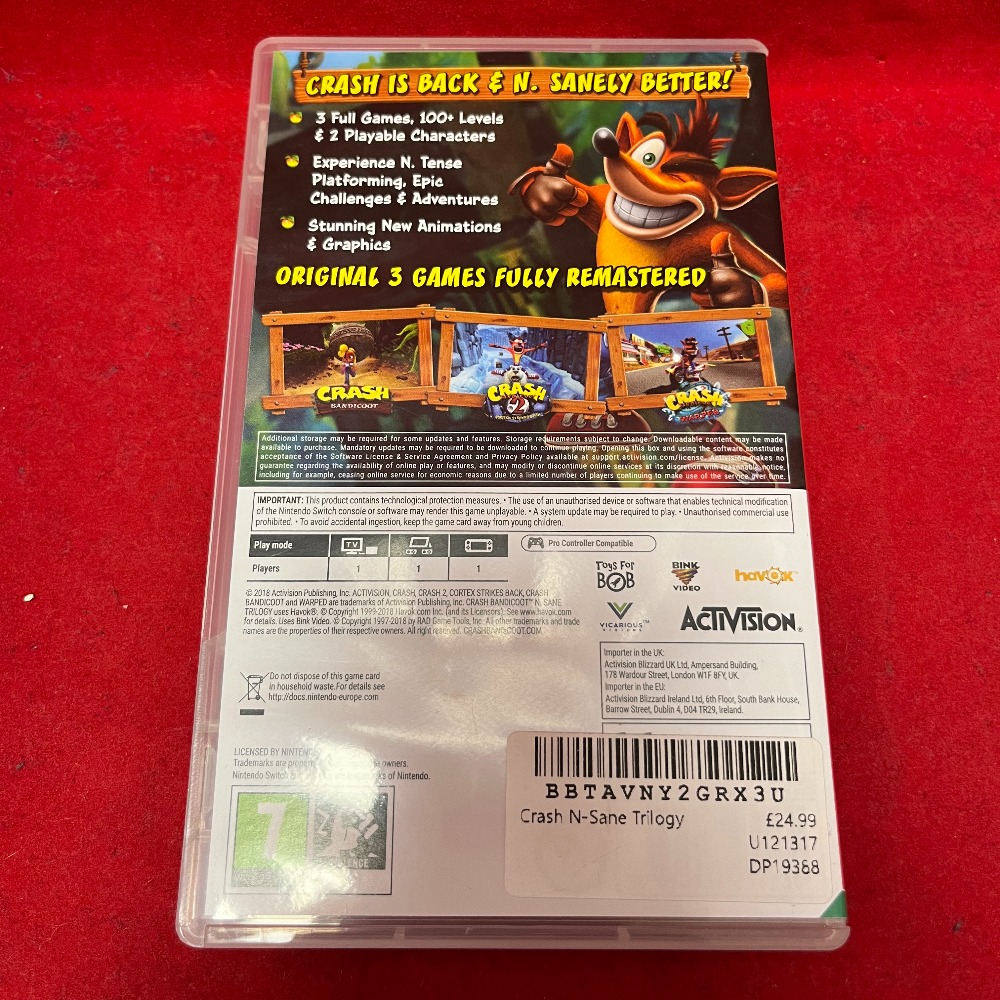 CRASH IS BACK & N. SANELY BETTER!
3 Full Games, 100+ Levels
& 2 Playable Characters
Experience N. Tense
Platforming, Epic
Challenges & Adventures
Stunning New Animations
& Graphics
ORIGINAL 3 GAMES FULLY REMASTERED
CRASH
BANDICOOT
CRASH
2
CRASH
Additional storage may be required for some updates and features. Storage requirements subject to change. Downloadable content may be made
available to purchase. Mandatory updates may be required to be downloaded to continue playing. Opening this box and using the software constitutes
acceptance of the Software License & Service Agreement and Privacy Policy available at support.activision.com/license. Activision makes no
guarantee regarding the availability of online play or features, and may modify or discontinue online services at its discretion with reasonable notice,
including for example, ceasing online service for economic reasons due to a limited number of players continuing to make use of the service over time.
IMPORTANT: This product contains technological protection measures. • The use of an unauthorised device or software that enables technical modification
of the Nintendo Switch console or software may render this game unplayable. • A system update may be required to play. • Unauthorised commercial use
prohibited. • To avoid accidental ingestion, keep the game card away from young children.
Play mode TV
Pro Controller Compatible
Players 1 1 1
Toys For
BOB
BINK
VIDEO
havok™
© 2018 Activision Publishing, Inc. ACTIVISION, CRASH, CRASH 2, CORTEX STRIKES BACK, CRASH
BANDICOOT and WARPED are trademarks of Activision Publishing, Inc. CRASH BANDICOOT™ N. SANE
TRILOGY uses Havok®. © Copyright 1999-2018 Havok.com Inc. (and its Licensors). See www.havok.com
for details. Uses Bink Video. © Copyright 1997-2018 by RAD Game Tools, Inc. All other trademarks and trade
names are the properties of their respective owners. All right reserved. CRASHBANDICOOT.COM
VICARIOUS™
VISIONS
ACTIVISION®
Importer in the UK:
Activision Blizzard UK Ltd, Ampersand Building,
178 Wardour Street, London W1F 8FY, UK.
Importer in the EU:
Activision Blizzard Ireland Ltd, 6th Floor, South Bank House,
Barrow Street, Dublin 4, D04 TR29, Ireland.
Do not dispose of this game card
in household waste. For details see
http://docs.nintendo-europe.com
LICENSED BY
Trademarks are owners.
Nintendo Switch of Nintendo.
7
BBTAVNY2GRX3U
Crash N-Sane Trilogy £24.99
U121317
DP19388